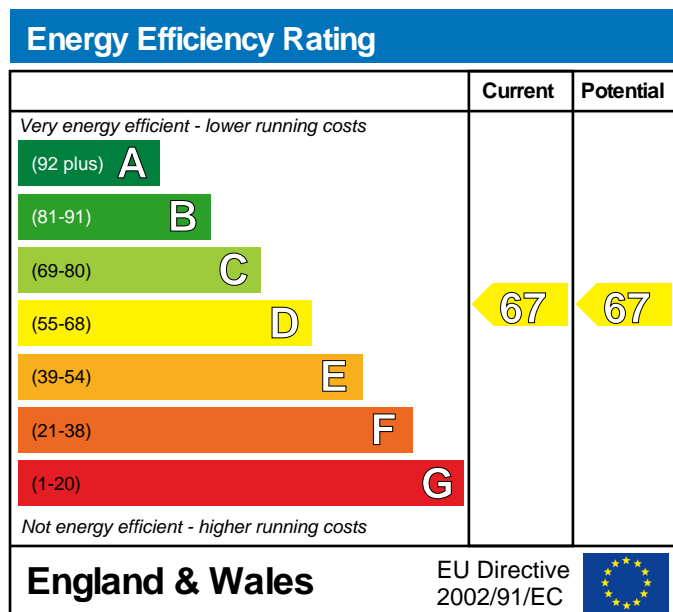 Energy Efficiency Rating
Current Potential
Very energy efficient - lower running costs
(92 plus) A
(81-91) B
(69-80) C
(55-68) D
67 67
(39-54) E
(21-38) F
(1-20) G
Not energy efficient - higher running costs
England & Wales
EU Directive
2002/91/EC